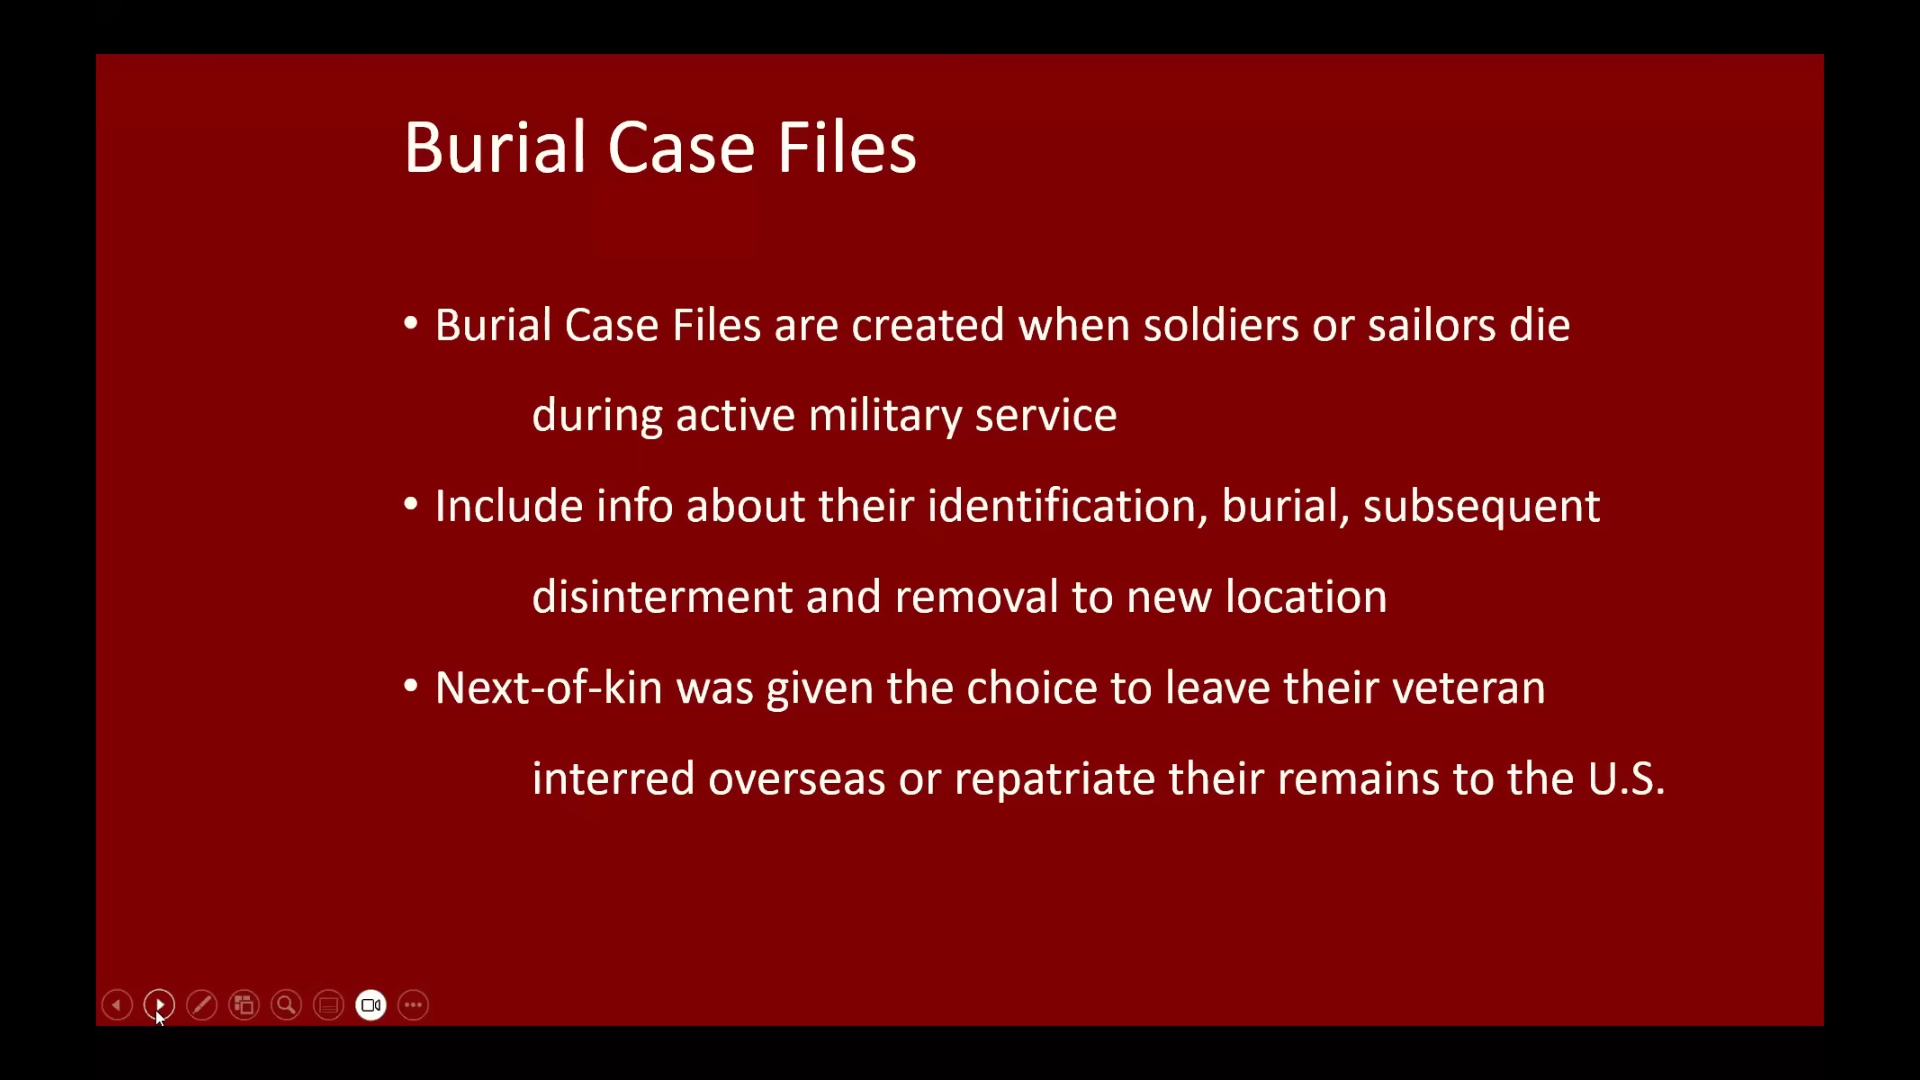 Burial Case Files
• Burial Case Files are created when soldiers or sailors die
during active military service
• Include info about their identification, burial, subsequent
disinterment and removal to new location
• Next-of-kin was given the choice to leave their veteran
interred overseas or repatriate their remains to the U.S.